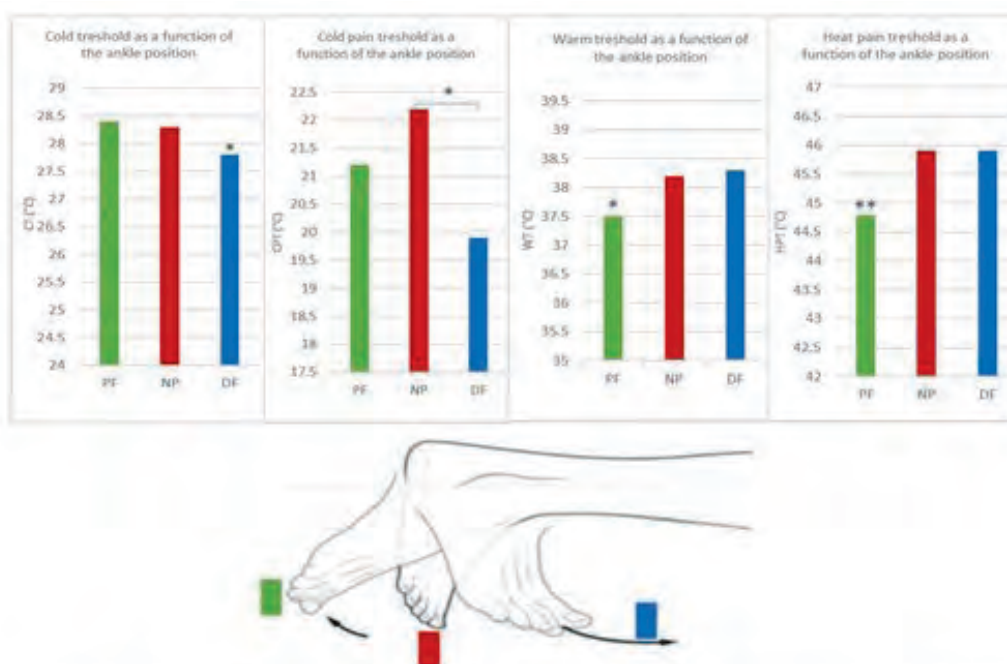 Cold treshold as a function of
the ankle position
29
28.5
28
27.5
27
26.5
26
25.5
25
24.5
24
CT (°C)
*
PF NP DF
Cold pain treshold as a
function of the ankle position
22.5
22
21.5
21
20.5
20
19.5
19
18.5
18
17.5
CPT (°C)
*
PF NP DF
Warm treshold as a function of
the ankle position
39.5
39
38.5
38
37.5
37
36.5
36
35.5
35
WT (°C)
*
PF NP DF
Heat pain treshold as a
function of the ankle position
47
46.5
46
45.5
45
44.5
44
43.5
43
42.5
42
HPT (°C)
**
PF NP DF